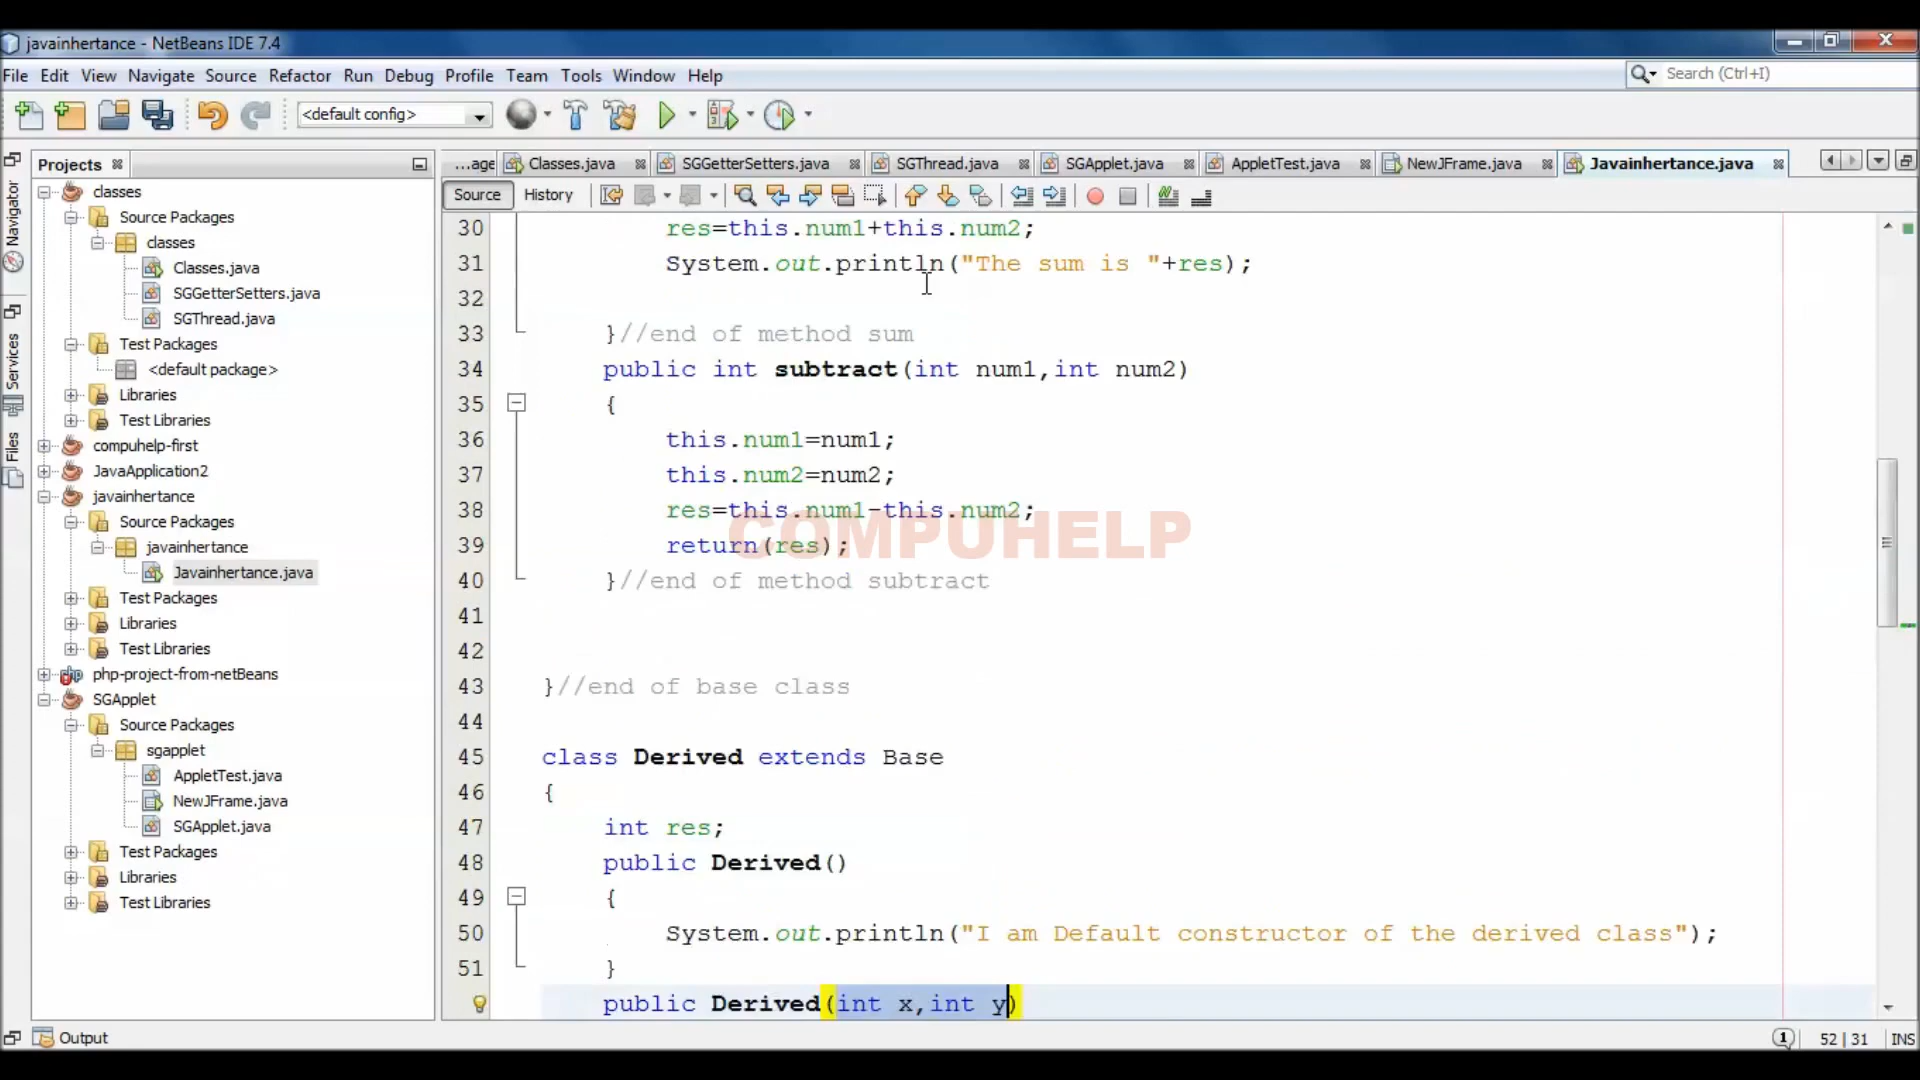 javainhertance - NetBeans IDE 7.4
File Edit View Navigate Source Refactor Run Debug Profile Team Tools Window Help
Search (Ctrl+I)
<default config>
Navigator
Services
Files
Projects
classes
Source Packages
classes
Classes.java
SGGetterSetters.java
SGThread.java
Test Packages
<default package>
Libraries
Test Libraries
compuhelp-first
JavaApplication2
javainhertance
Source Packages
javainhertance
Javainhertance.java
Test Packages
Libraries
Test Libraries
php-project-from-netBeans
SGApplet
Source Packages
sgapplet
AppletTest.java
NewJFrame.java
SGApplet.java
Test Packages
Libraries
Test Libraries
...age Classes.java SGGetterSetters.java SGThread.java SGApplet.java AppletTest.java NewJFrame.java Javainhertance.java
Source History
30 res=this.num1+this.num2;
31 System.out.println("The sum is "+res);
32
33 }//end of method sum
34 public int subtract(int num1,int num2)
35 {
36 this.num1=num1;
37 this.num2=num2;
38 res=this.num1-this.num2;
39 return(res);
40 }//end of method subtract
41
42
43 }//end of base class
44
45 class Derived extends Base
46 {
47 int res;
48 public Derived()
49 {
50 System.out.println("I am Default constructor of the derived class");
51 }
public Derived(int x,int y)
COMPUHELP
Output
1 52 | 31 INS